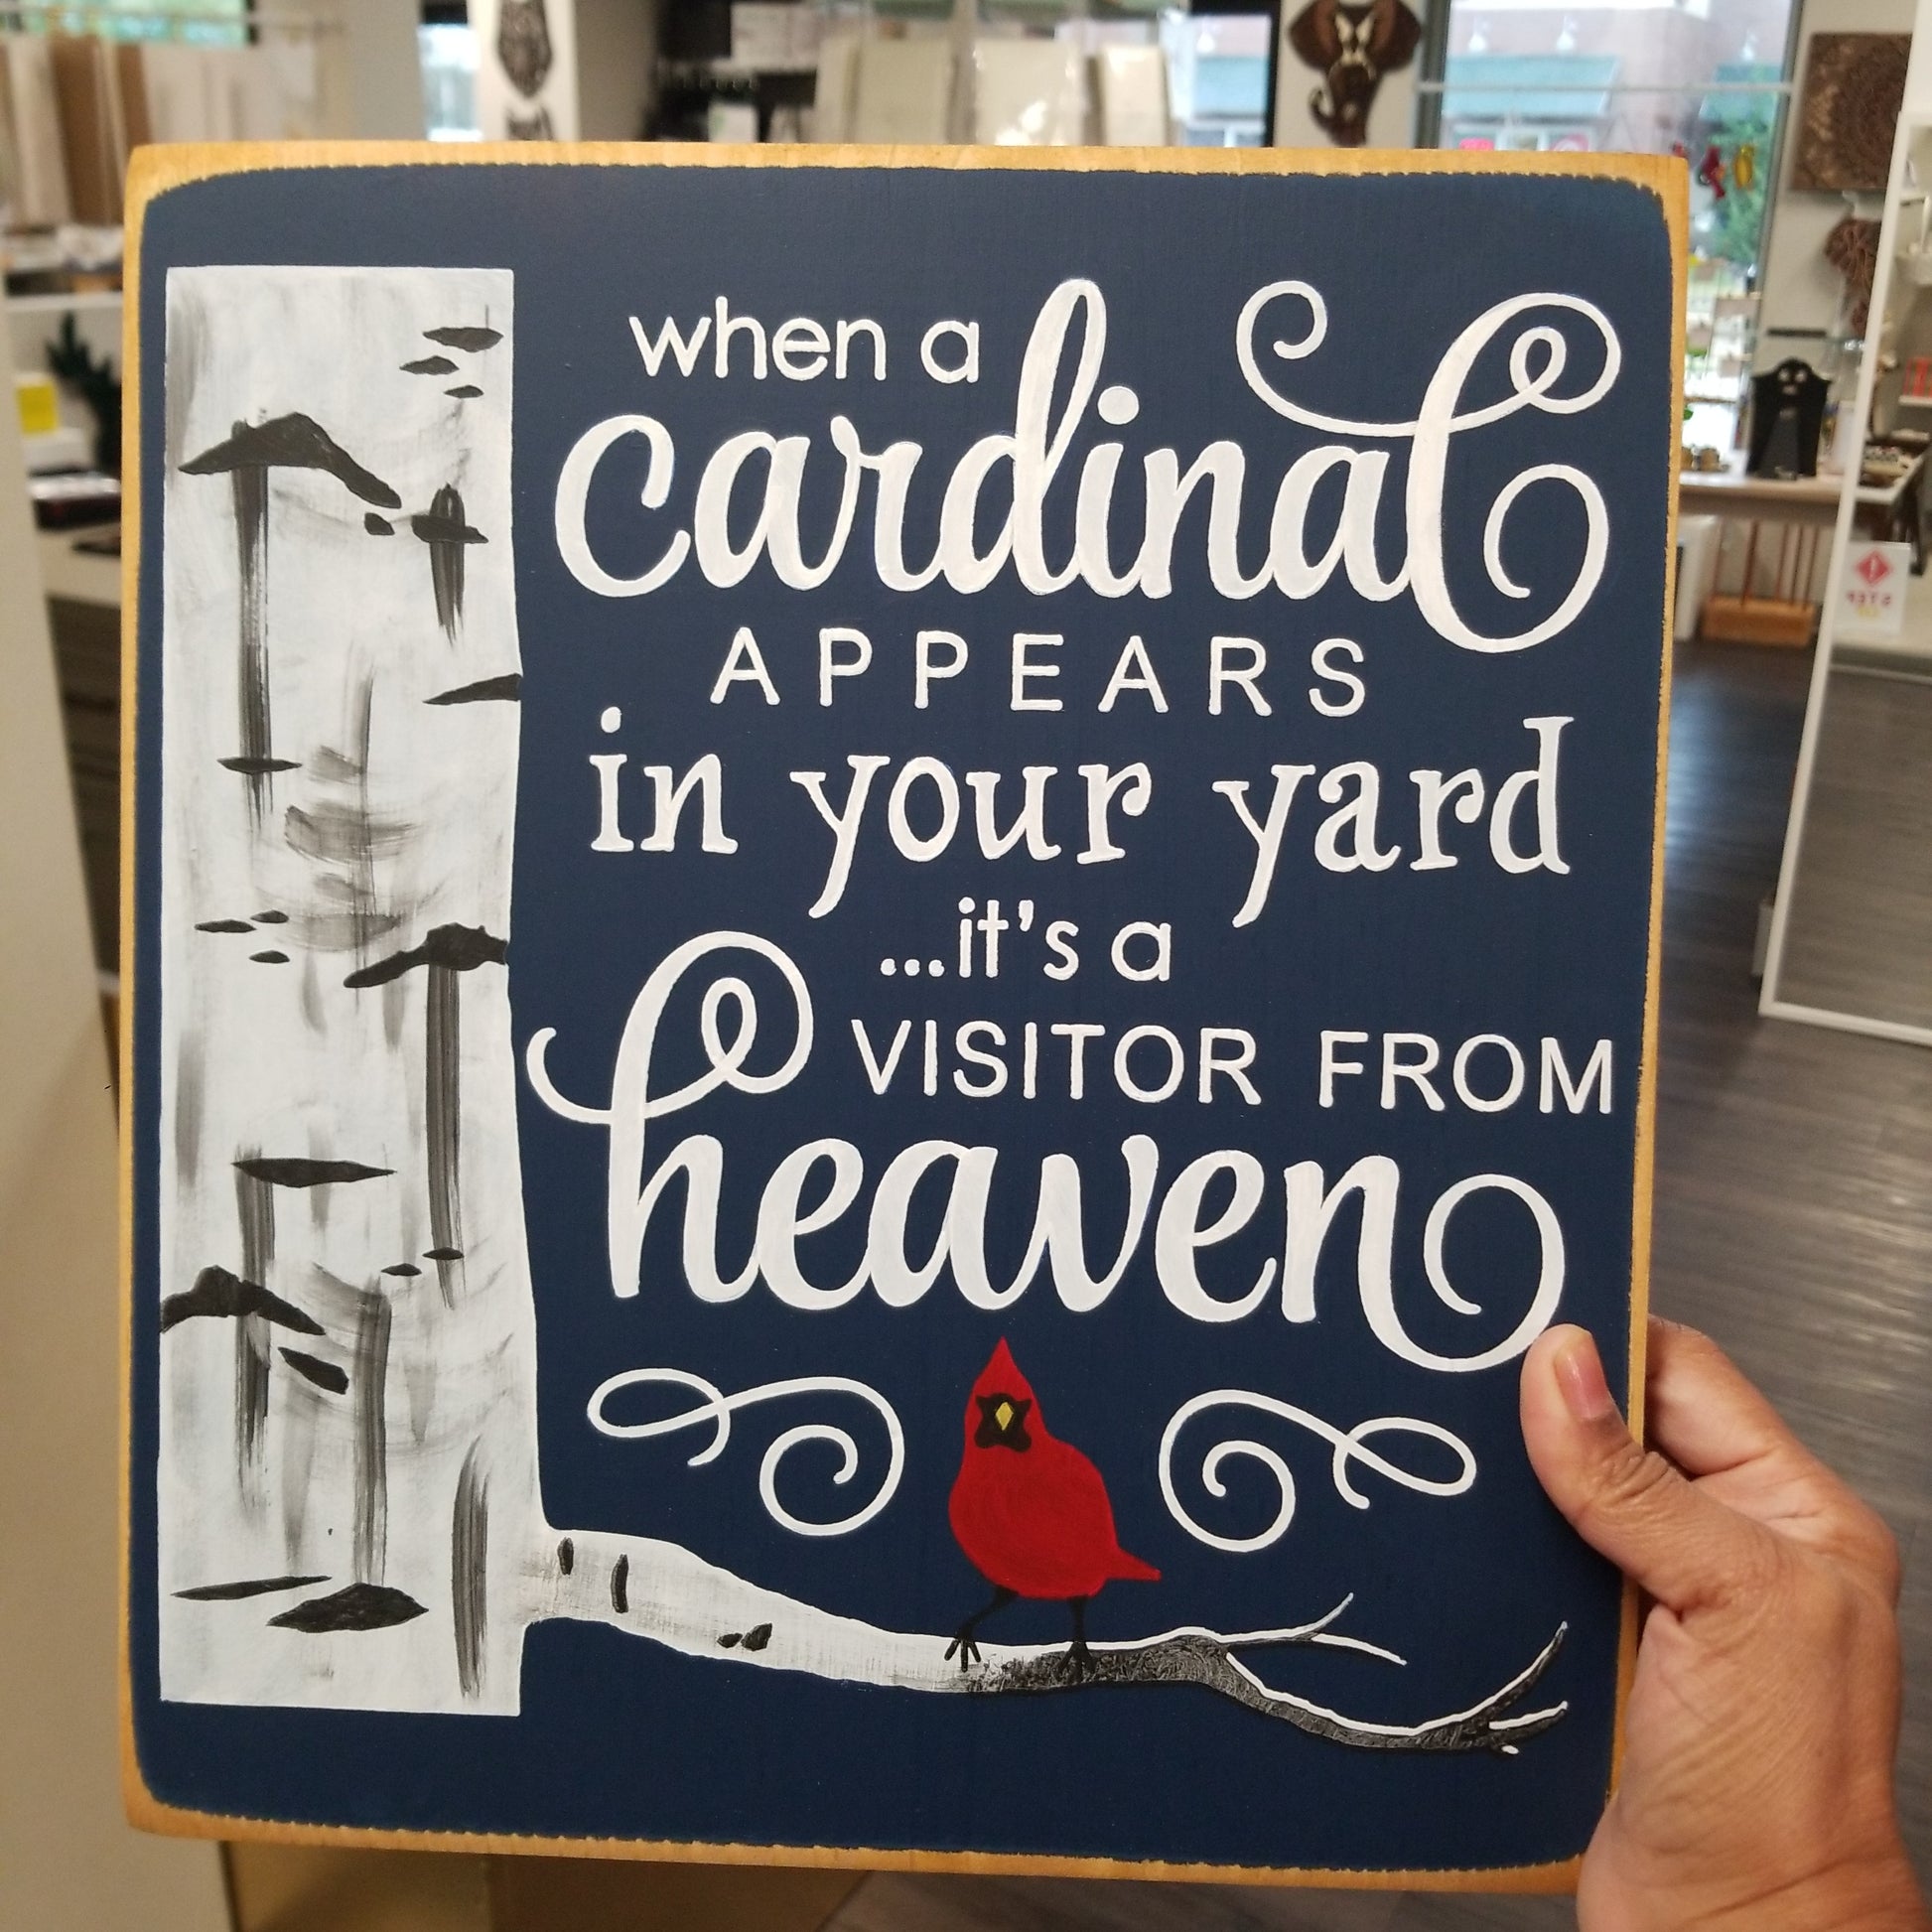 when a
cardinal
APPEARS
in your yard
...it's a
VISITOR FROM
heaven